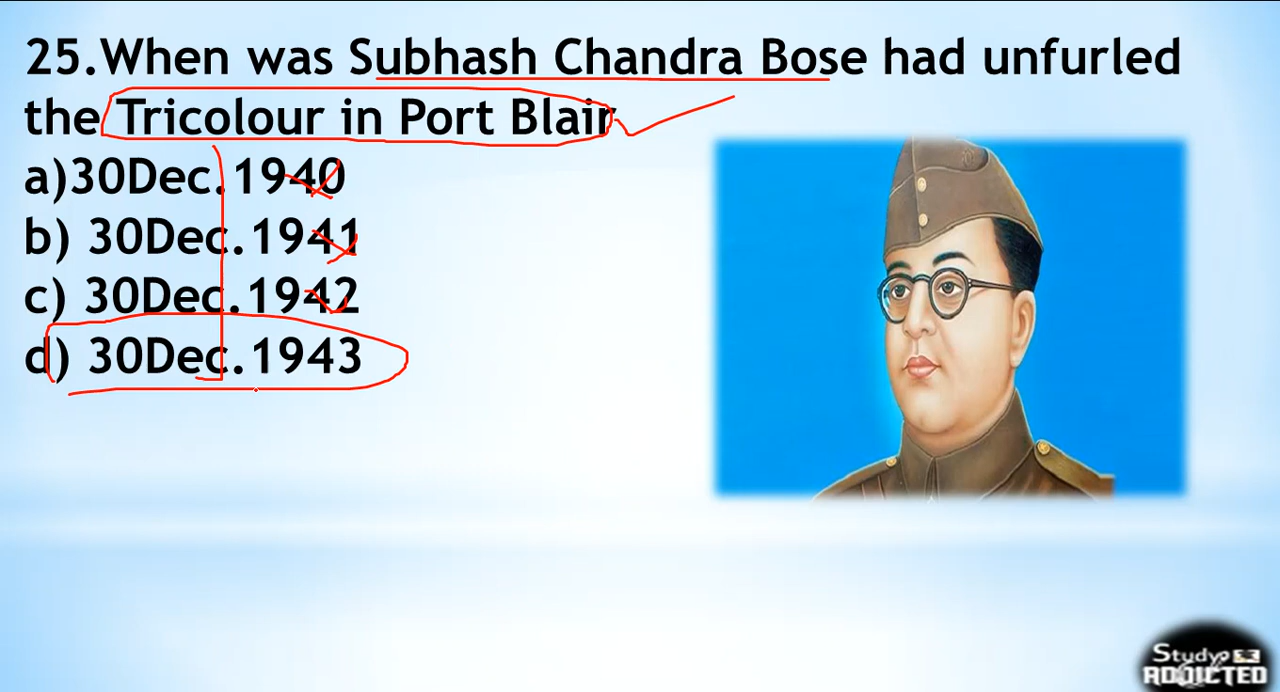 25.When was Subhash Chandra Bose had unfurled
the Tricolour in Port Blair
a)30Dec.1940
b) 30Dec.1941
c) 30Dec.1942
d) 30Dec.1943
Study
ADDICTED